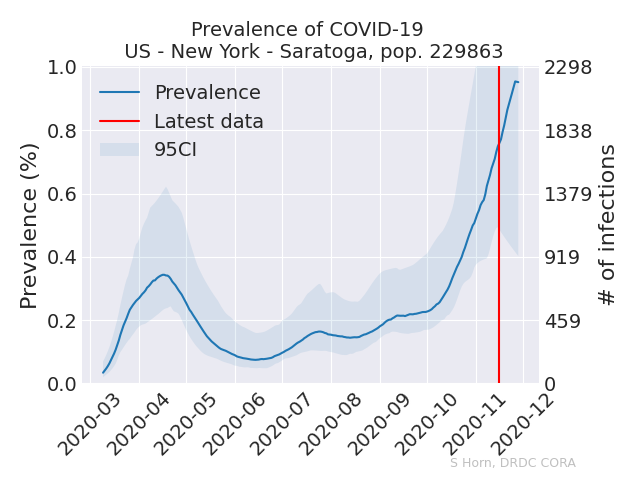 Prevalence of COVID-19
US - New York - Saratoga, pop. 229863
Prevalence
Latest data
95CI
Prevalence (%)
1.0
0.8
0.6
0.4
0.2
0.0
2298
1838
1379
919
459
0
# of infections
2020-03
2020-04
2020-05
2020-06
2020-07
2020-08
2020-09
2020-10
2020-11
2020-12
S Horn, DRDC CORA